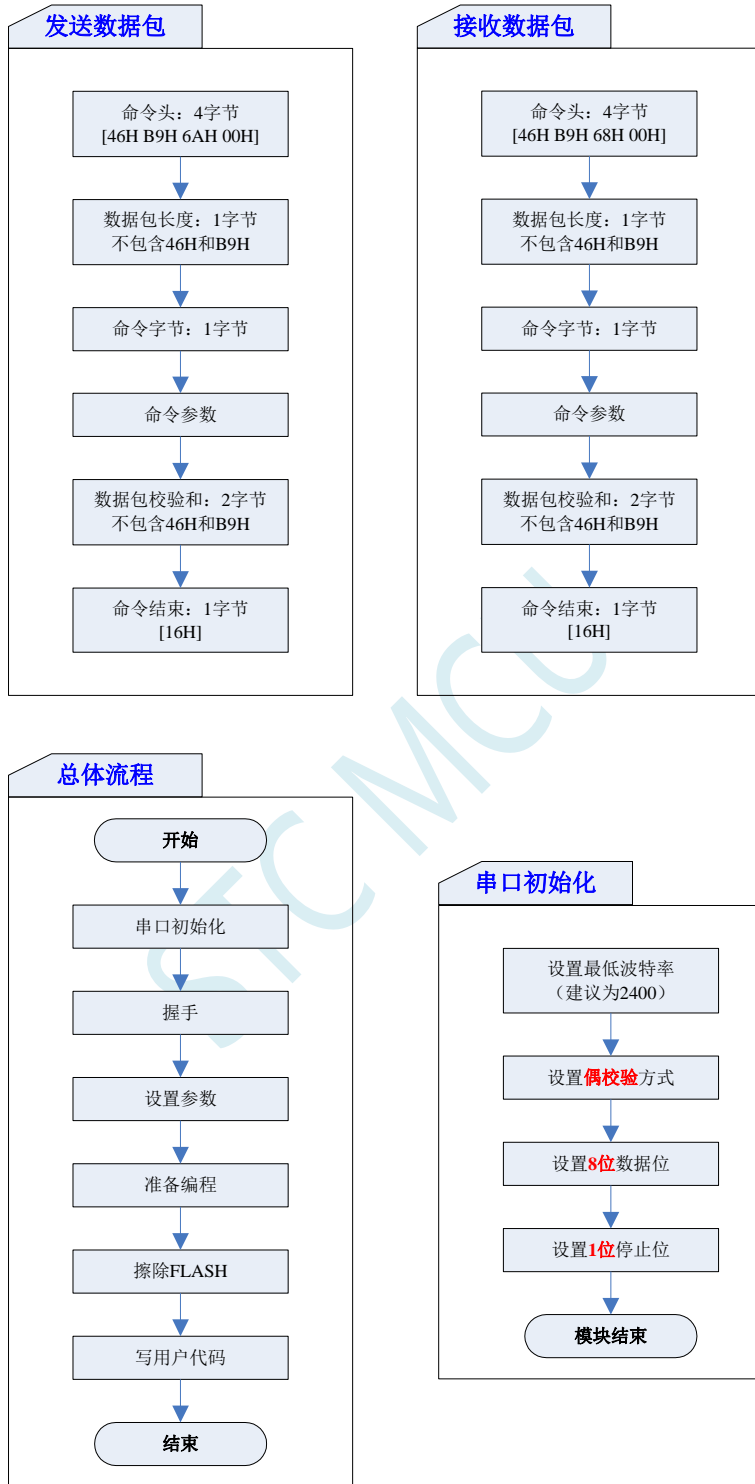 发送数据包
命令头：4字节
[46H B9H 6AH 00H]
数据包长度：1字节
不包含46H和B9H
命令字节：1字节
命令参数
数据包校验和：2字节
不包含46H和B9H
命令结束：1字节
[16H]
接收数据包
命令头：4字节
[46H B9H 68H 00H]
数据包长度：1字节
不包含46H和B9H
命令字节：1字节
命令参数
数据包校验和：2字节
不包含46H和B9H
命令结束：1字节
[16H]
总体流程
开始
串口初始化
握手
设置参数
准备编程
擦除FLASH
写用户代码
结束
串口初始化
设置最低波特率
（建议为2400）
设置偶校验方式
设置8位数据位
设置1位停止位
模块结束
STC MCU